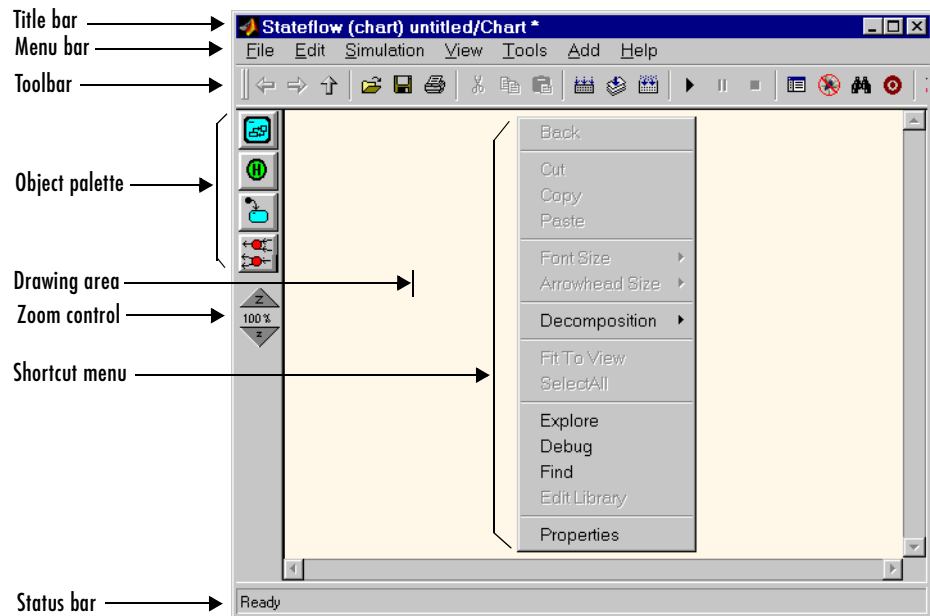 Title bar
Stateflow (chart) untitled/Chart *
Menu bar
File Edit Simulation View Tools Add Help
Toolbar
Object palette
H
Drawing area
Zoom control
Z
100%
z
Shortcut menu
Back
Cut
Copy
Paste
Font Size
Arrowhead Size
Decomposition
Fit To View
SelectAll
Explore
Debug
Find
Edit Library
Properties
Status bar
Ready